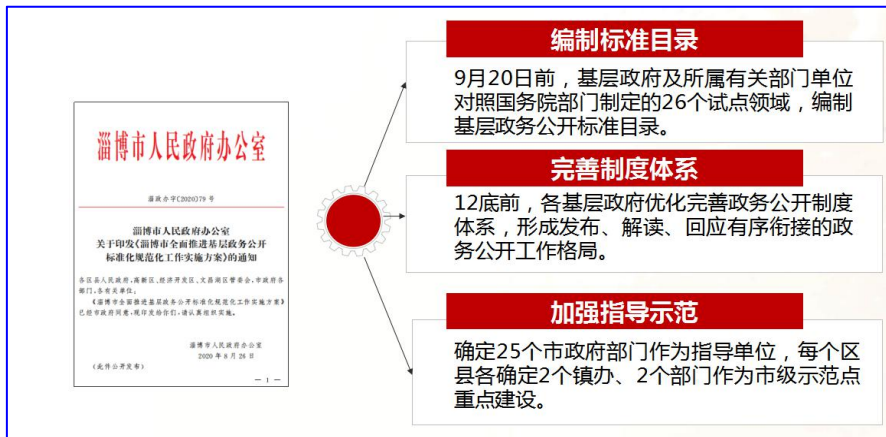 淄博市人民政府办公室
淄政办字〔2020〕79 号
淄博市人民政府办公室
关于印发《淄博市全面推进基层政务公开
标准化规范化工作实施方案》的通知
各区县人民政府,高新区、经济开发区、文昌湖区管委会,市政府各
部门,各有关单位:
《淄博市全面推进基层政务公开标准化规范化工作实施方案》
已经市政府同意,现印发给你们,请认真组织实施。
淄博市人民政府办公室
2020 年 8 月 26 日
(此件公开发布)
— 1 —
编制标准目录
9月20日前,基层政府及所属有关部门单位
对照国务院部门制定的26个试点领域,编制
基层政务公开标准目录。
完善制度体系
12底前,各基层政府优化完善政务公开制度
体系,形成发布、解读、回应有序衔接的政
务公开工作格局。
加强指导示范
确定25个市政府部门作为指导单位,每个区
县各确定2个镇办、2个部门作为市级示范点
重点建设。